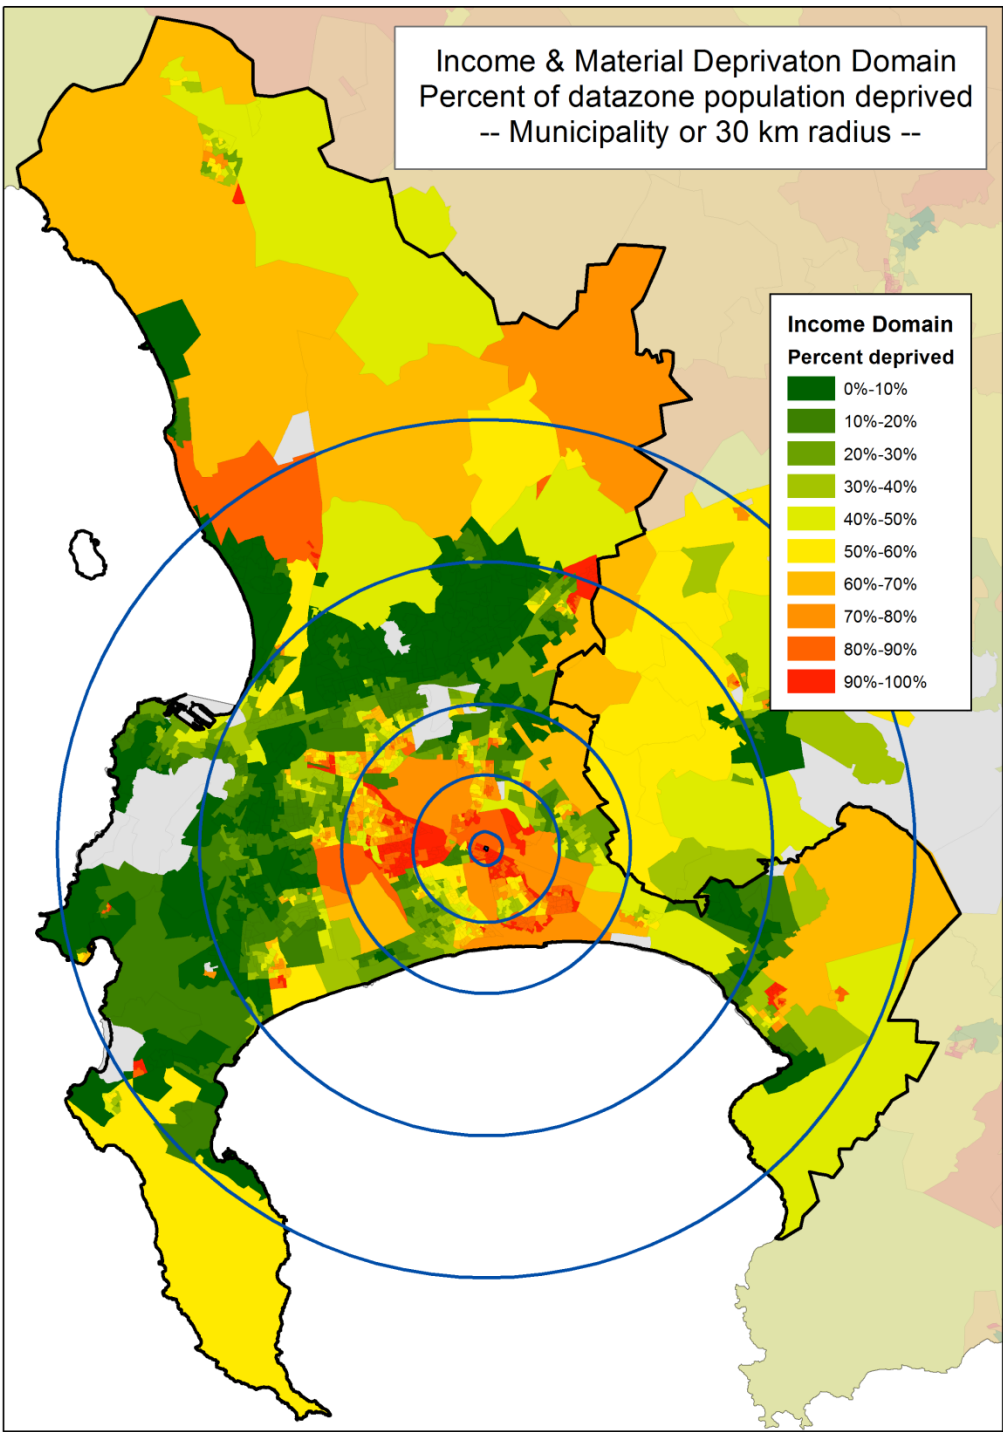 Income & Material Deprivaton Domain
Percent of datazone population deprived
-- Municipality or 30 km radius --
Income Domain
Percent deprived
0%-10%
10%-20%
20%-30%
30%-40%
40%-50%
50%-60%
60%-70%
70%-80%
80%-90%
90%-100%